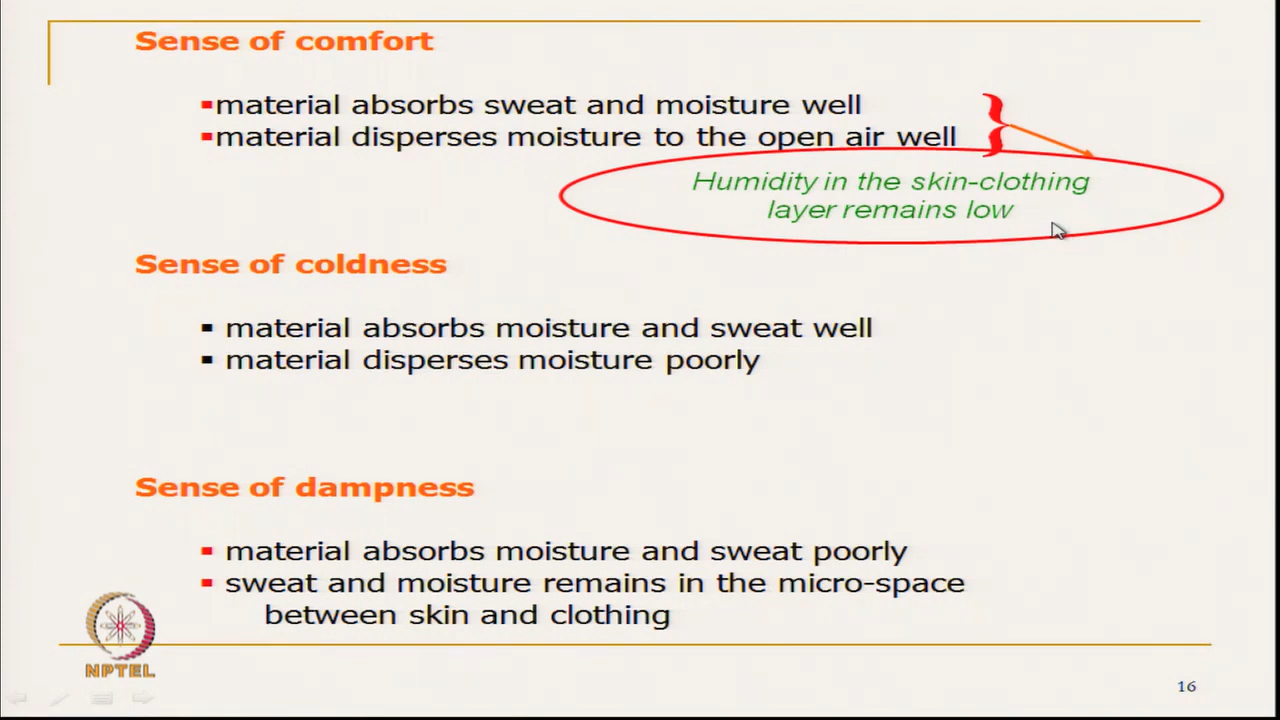 Sense of comfort
▪material absorbs sweat and moisture well
▪material disperses moisture to the open air well
Humidity in the skin-clothing
layer remains low
Sense of coldness
▪ material absorbs moisture and sweat well
▪ material disperses moisture poorly
Sense of dampness
▪ material absorbs moisture and sweat poorly
▪ sweat and moisture remains in the micro-space
between skin and clothing
NPTEL
16